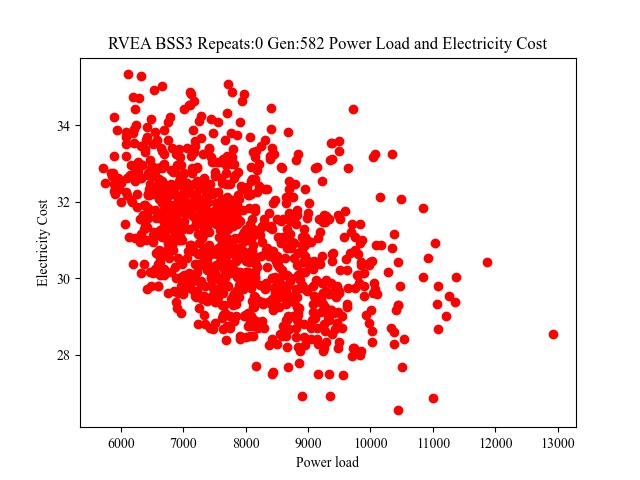 RVEA BSS3 Repeats:0 Gen:582 Power Load and Electricity Cost
Electricity Cost
34
32
30
28
6000 7000 8000 9000 10000 11000 12000 13000
Power load